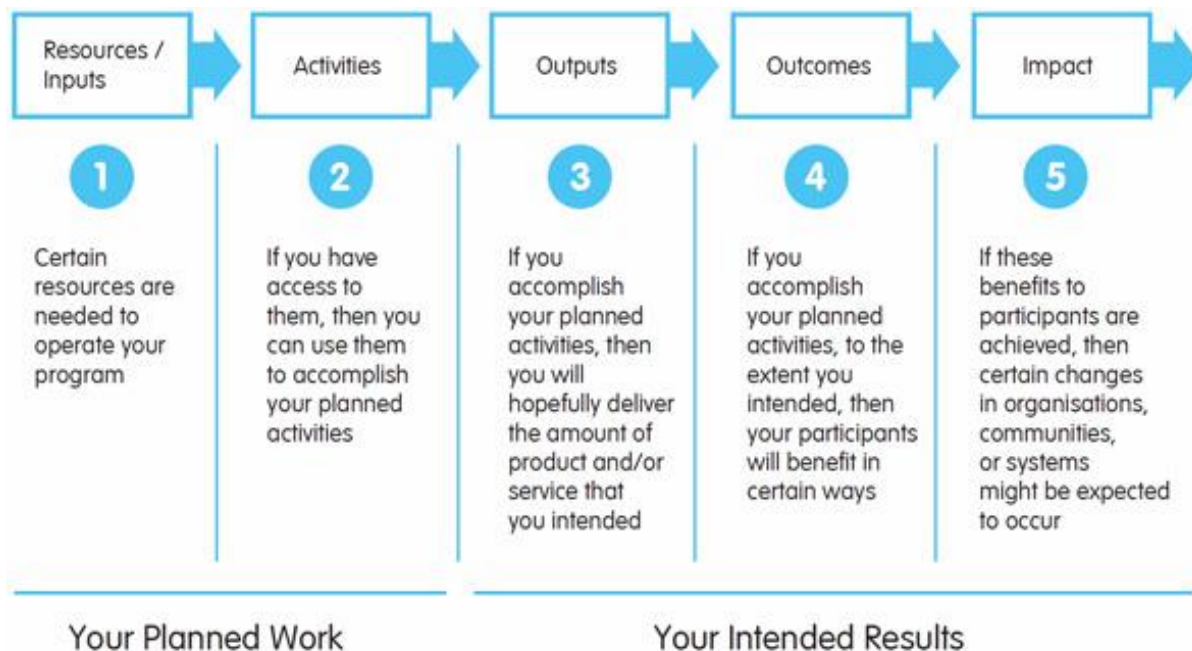 Resources /
Inputs
Activities
Outputs
Outcomes
Impact
1
Certain
resources are
needed to
operate your
program
2
If you have
access to
them, then you
can use them
to accomplish
your planned
activities
3
If you
accomplish
your planned
activities, then
you will
hopefully deliver
the amount of
product and/or
service that
you intended
4
If you
accomplish
your planned
activities, to the
extent you
intended, then
your participants
will benefit in
certain ways
5
If these
benefits to
participants are
achieved, then
certain changes
in organisations,
communities,
or systems
might be expected
to occur
Your Planned Work
Your Intended Results